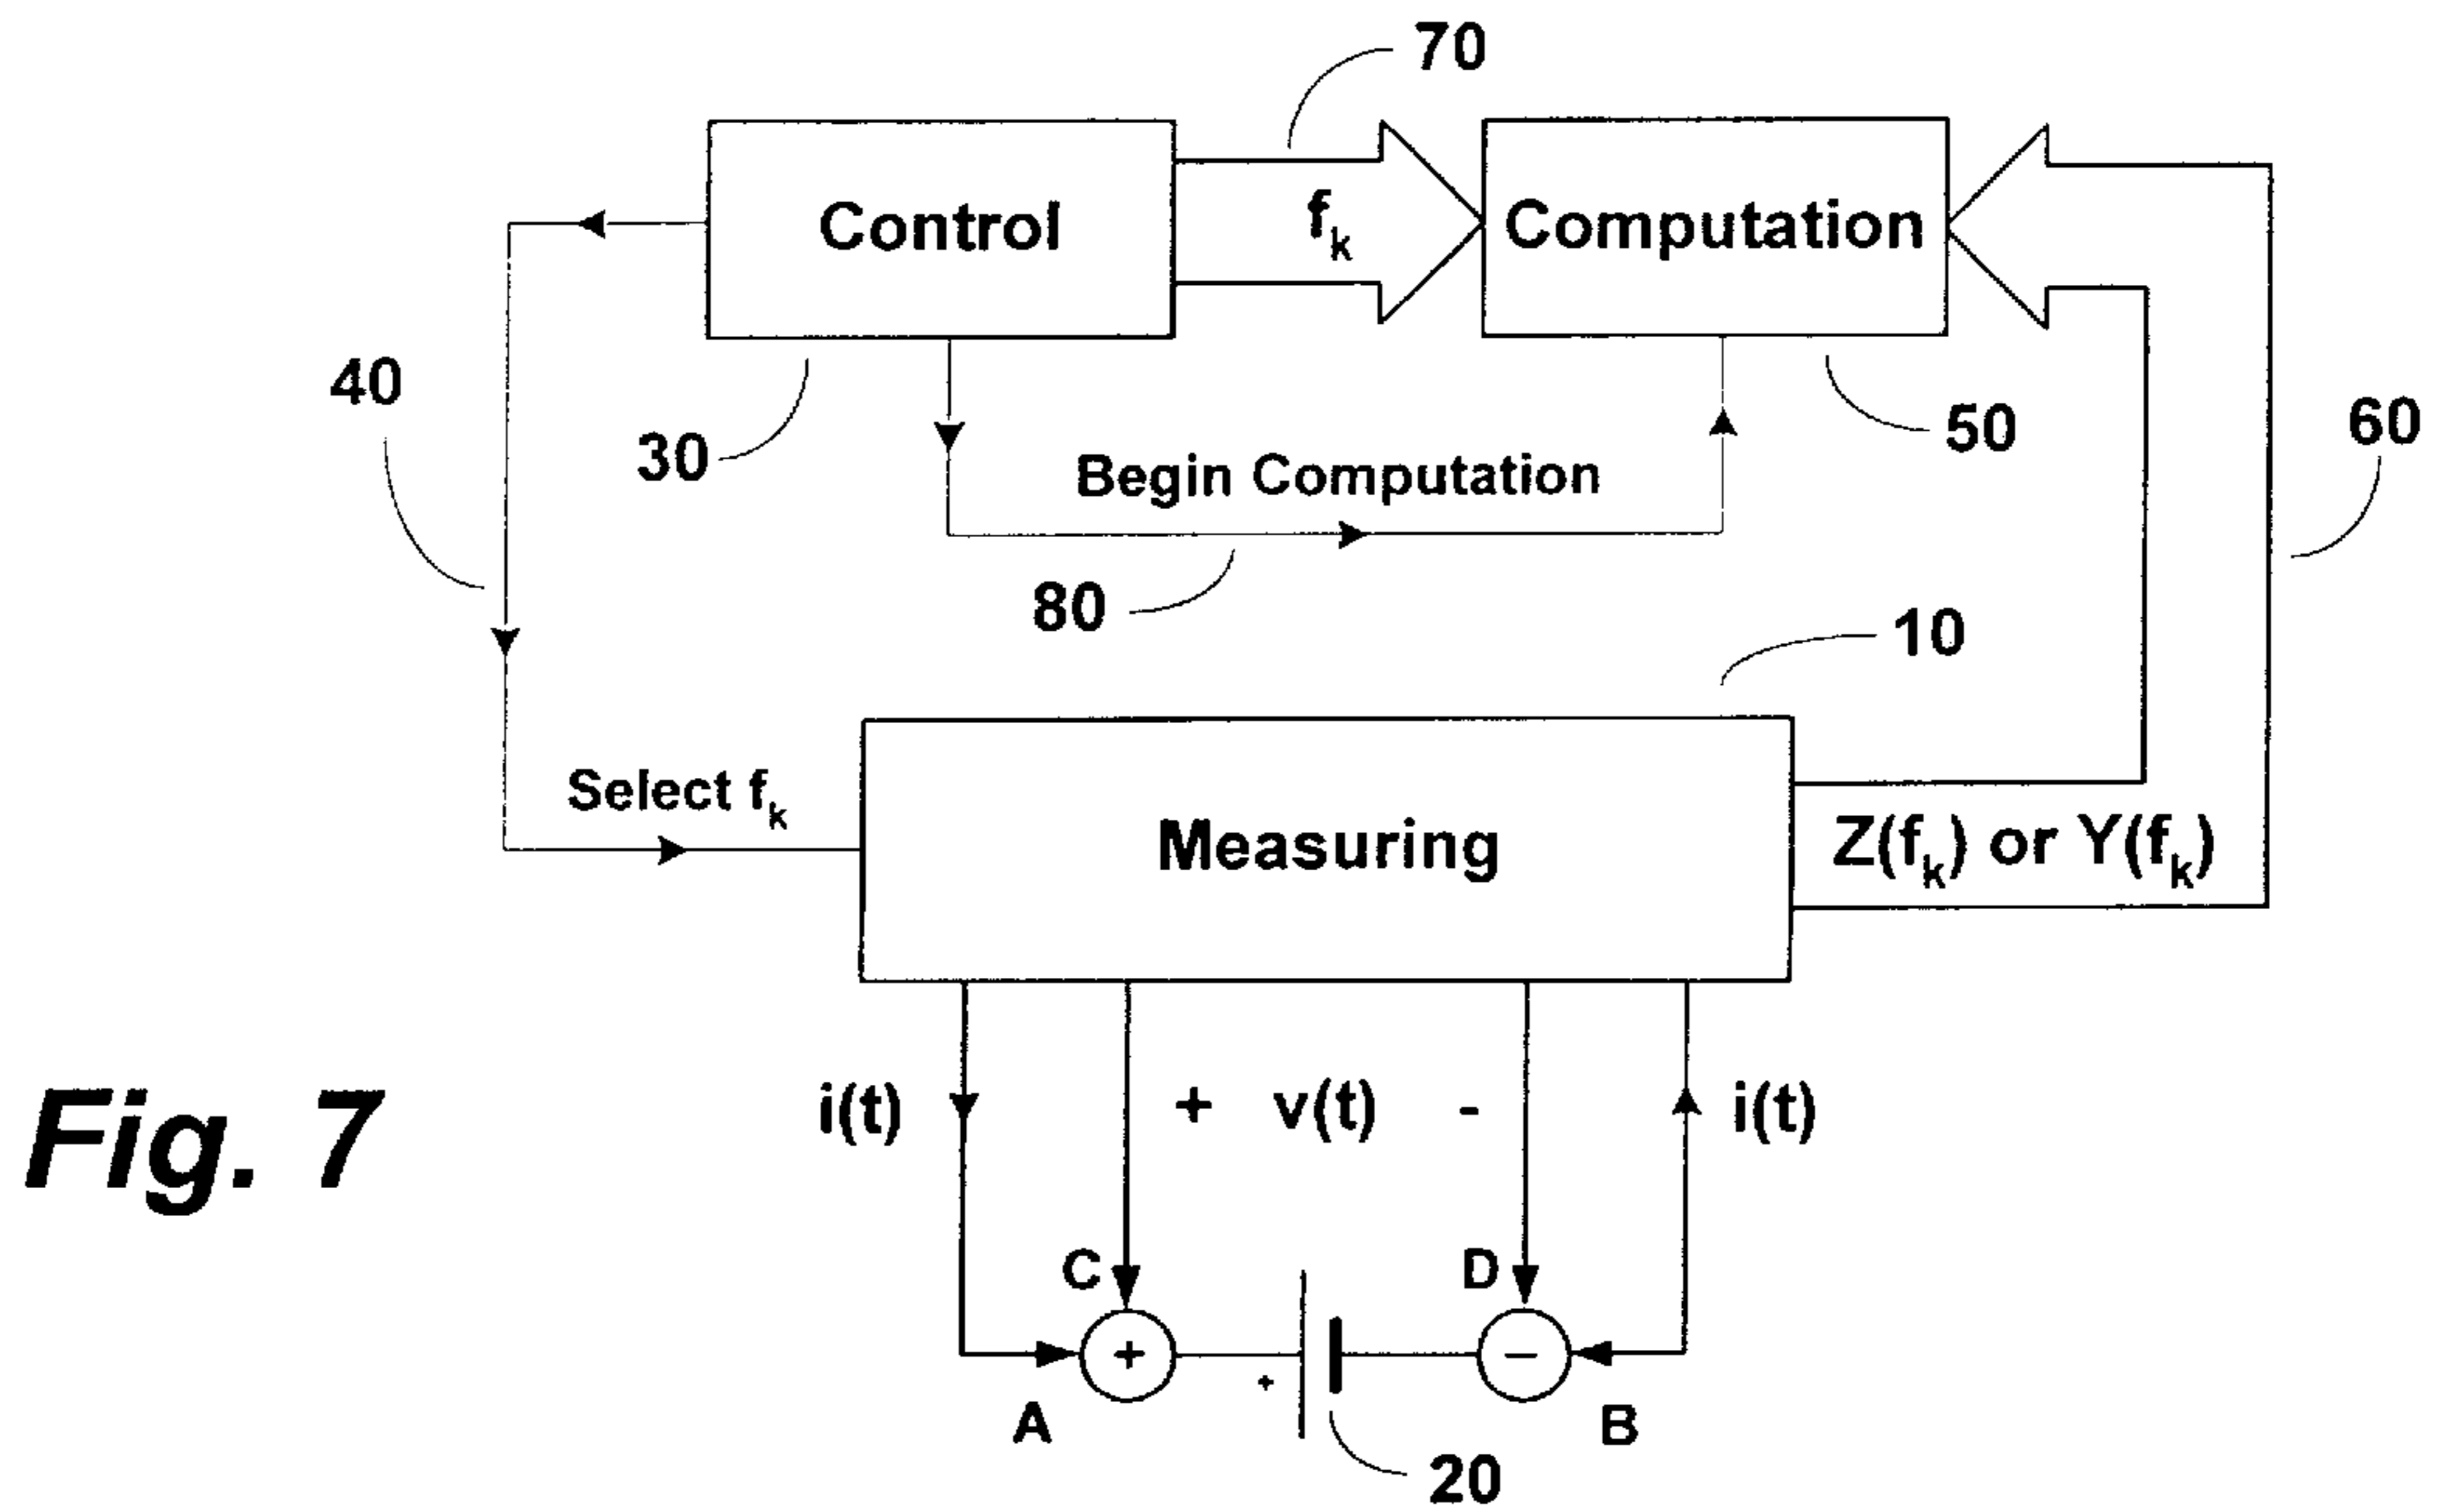 70
Control
f_k
Computation
40
30
50
60
Begin Computation
80
10
Select f_k
Measuring
Z(f_k) or Y(f_k)
i(t)
+ v(t) -
i(t)
Fig. 7
C
D
+
−
+
A
B
20